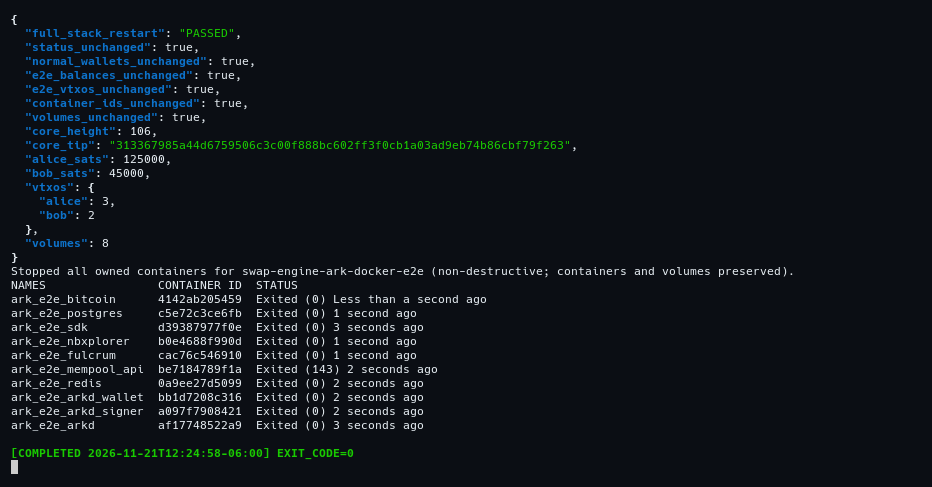 {
  "full_stack_restart": "PASSED",
  "status_unchanged": true,
  "normal_wallets_unchanged": true,
  "e2e_balances_unchanged": true,
  "e2e_vtxos_unchanged": true,
  "container_ids_unchanged": true,
  "volumes_unchanged": true,
  "core_height": 106,
  "core_tip": "313367985a44d6759506c3c00f888bc602ff3f0cb1a03ad9eb74b86cbf79f263",
  "alice_sats": 125000,
  "bob_sats": 45000,
  "vtxos": {
    "alice": 3,
    "bob": 2
  },
  "volumes": 8
}
Stopped all owned containers for swap-engine-ark-docker-e2e (non-destructive; containers and volumes preserved).
NAMES                CONTAINER ID  STATUS
ark_e2e_bitcoin      4142ab205459  Exited (0) Less than a second ago
ark_e2e_postgres     c5e72c3ce6fb  Exited (0) 1 second ago
ark_e2e_sdk          d39387977f0e  Exited (0) 3 seconds ago
ark_e2e_nbxplorer    b0e4688f990d  Exited (0) 1 second ago
ark_e2e_fulcrum      cac76c546910  Exited (0) 1 second ago
ark_e2e_mempool_api  be7184789f1a  Exited (143) 2 seconds ago
ark_e2e_redis        0a9ee27d5099  Exited (0) 2 seconds ago
ark_e2e_arkd_wallet  bb1d7208c316  Exited (0) 2 seconds ago
ark_e2e_arkd_signer  a097f7908421  Exited (0) 2 seconds ago
ark_e2e_arkd         af17748522a9  Exited (0) 3 seconds ago
[COMPLETED 2026-11-21T12:24:58-06:00] EXIT_CODE=0